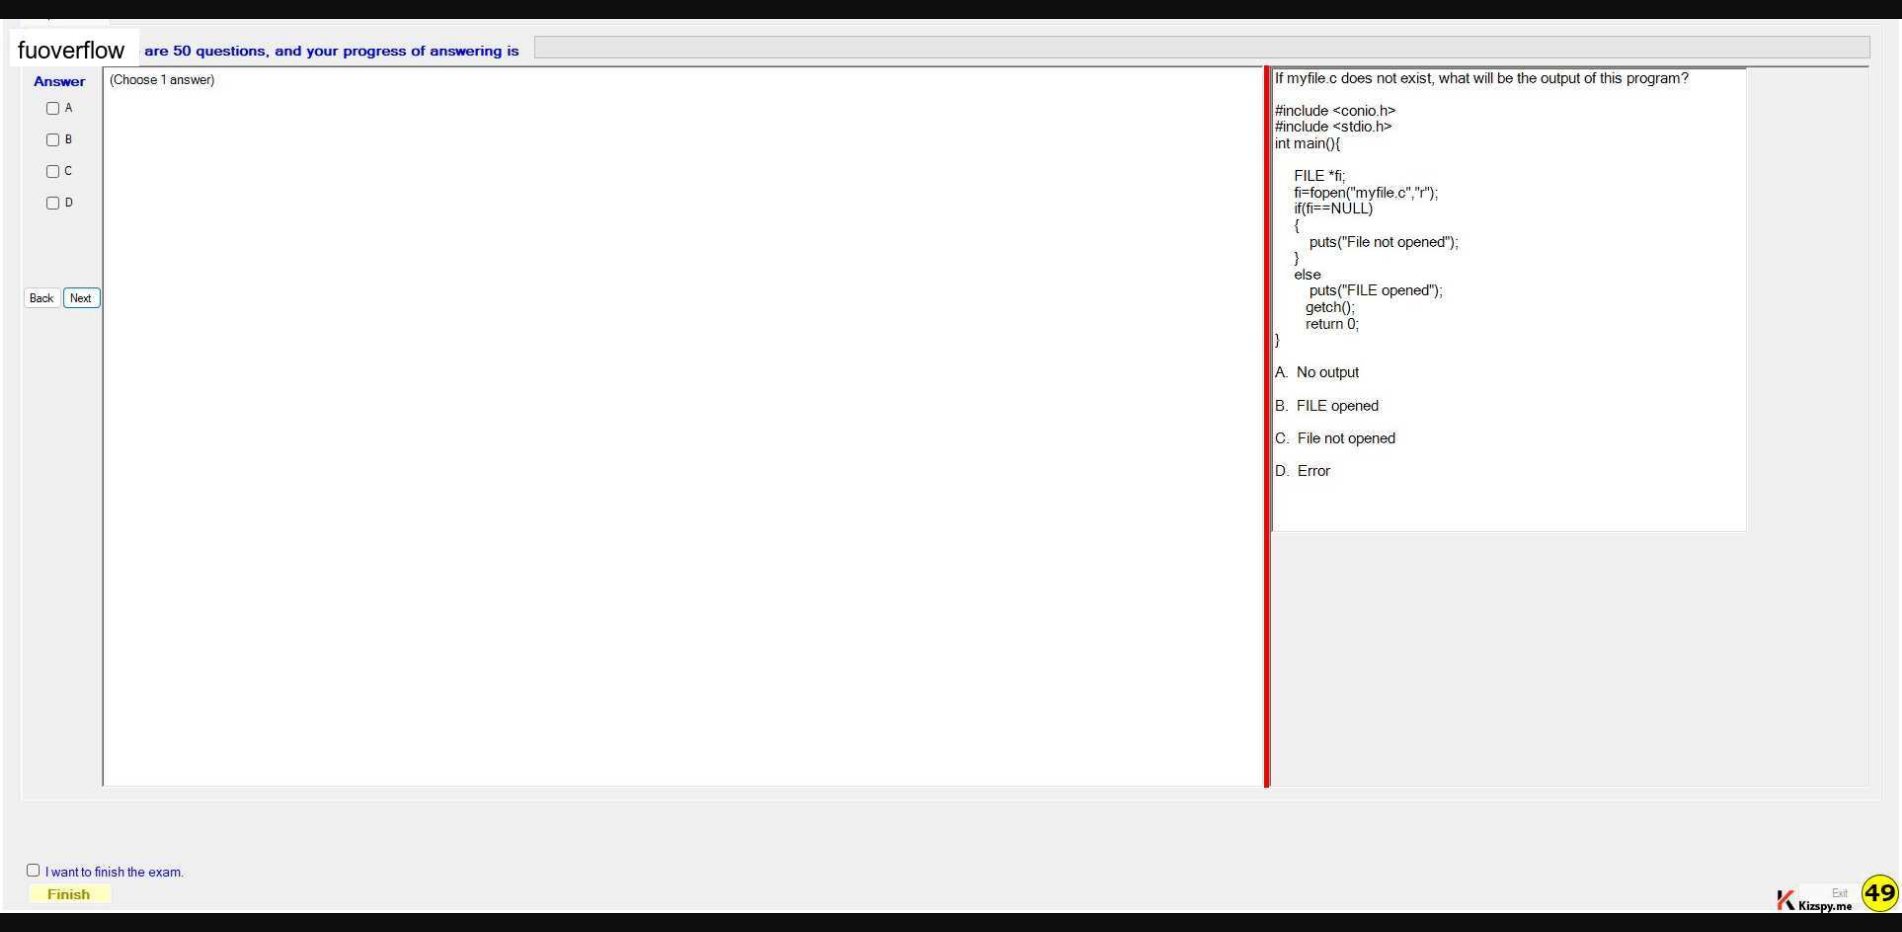 fuoverflow are 50 questions, and your progress of answering is
Answer
(Choose 1 answer)
A
B
C
D
Back Next
If myfile.c does not exist, what will be the output of this program?
#include <conio.h>
#include <stdio.h>
int main(){
FILE *fi;
fi=fopen("myfile.c","r");
if(fi==NULL)
{
puts("File not opened");
}
else
puts("FILE opened");
getch();
return 0;
}
A. No output
B. FILE opened
C. File not opened
D. Error
I want to finish the exam.
Finish
Exit
Kizspy.me
49